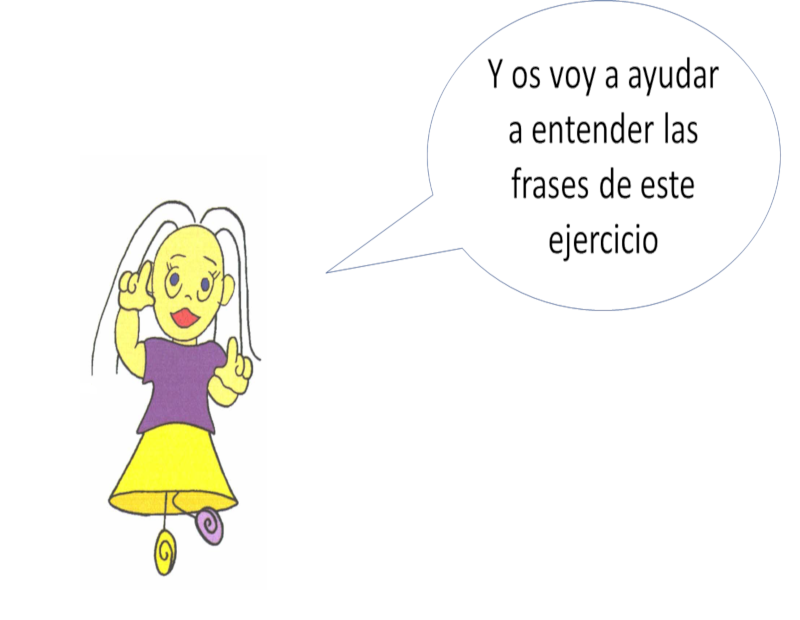 Y os voy a ayudar
a entender las
frases de este
ejercicio